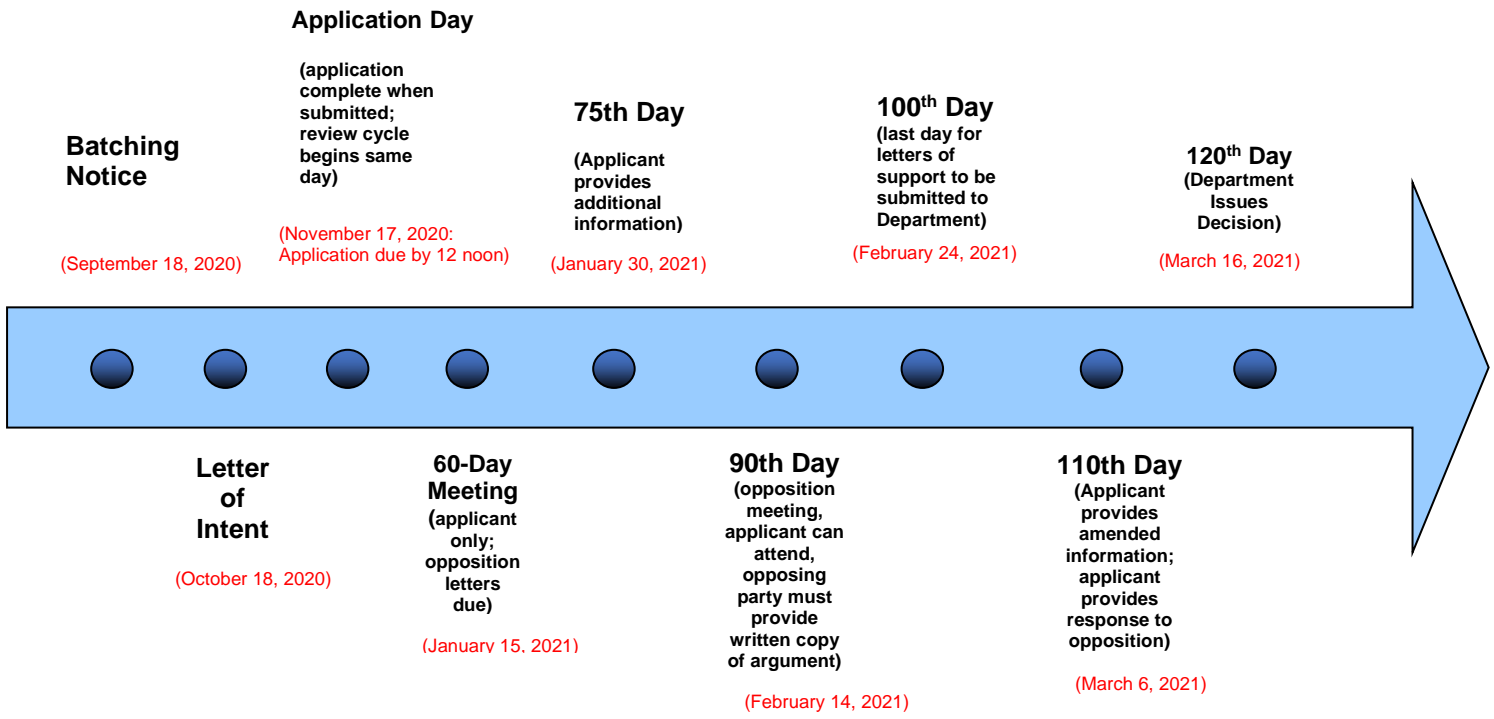 Application Day
(application
complete when
submitted;
review cycle
begins same
day)
(November 17, 2020:
Application due by 12 noon)
Batching
Notice
(September 18, 2020)
75th Day
(Applicant
provides
additional
information)
(January 30, 2021)
100th Day
(last day for
letters of
support to be
submitted to
Department)
(February 24, 2021)
120th Day
(Department
Issues
Decision)
(March 16, 2021)
Letter
of
Intent
(October 18, 2020)
60-Day
Meeting
(applicant
only;
opposition
letters
due)
(January 15, 2021)
90th Day
(opposition
meeting,
applicant can
attend,
opposing
party must
provide
written copy
of argument)
(February 14, 2021)
110th Day
(Applicant
provides
amended
information;
applicant
provides
response to
opposition)
(March 6, 2021)